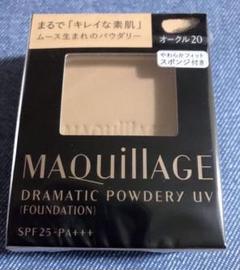 まるで「キレイな素肌」
ムース生まれのパウダリー
オークル20
やわらかフィット
スポンジ付き
MAQuillAGE
DRAMATIC POWDERY UV
(FOUNDATION)
SPF25・PA+++